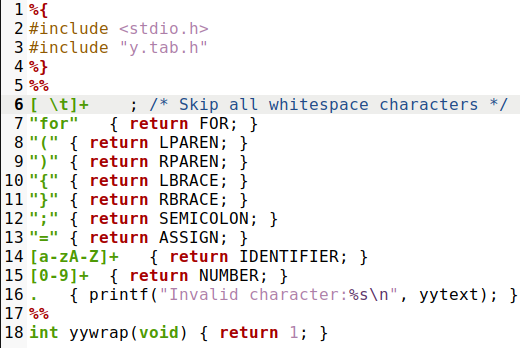 1 %{
2 #include <stdio.h>
3 #include "y.tab.h"
4 %}
5 %%
6 [ \t]+    ; /* Skip all whitespace characters */
7 "for"   { return FOR; }
8 "(" { return LPAREN; }
9 ")" { return RPAREN; }
10 "{" { return LBRACE; }
11 "}" { return RBRACE; }
12 ";" { return SEMICOLON; }
13 "=" { return ASSIGN; }
14 [a-zA-Z]+   { return IDENTIFIER; }
15 [0-9]+  { return NUMBER; }
16 .   { printf("Invalid character:%s\n", yytext); }
17 %%
18 int yywrap(void) { return 1; }